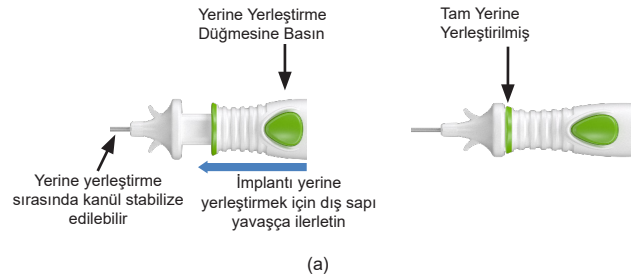 Yerine Yerleştirme
Düğmesine Basın
Tam Yerine
Yerleştirilmiş
Yerine yerleştirme
sırasında kanül stabilize
edilebilir
İmplantı yerine
yerleştirmek için dış sapı
yavaşça ilerletin
(a)